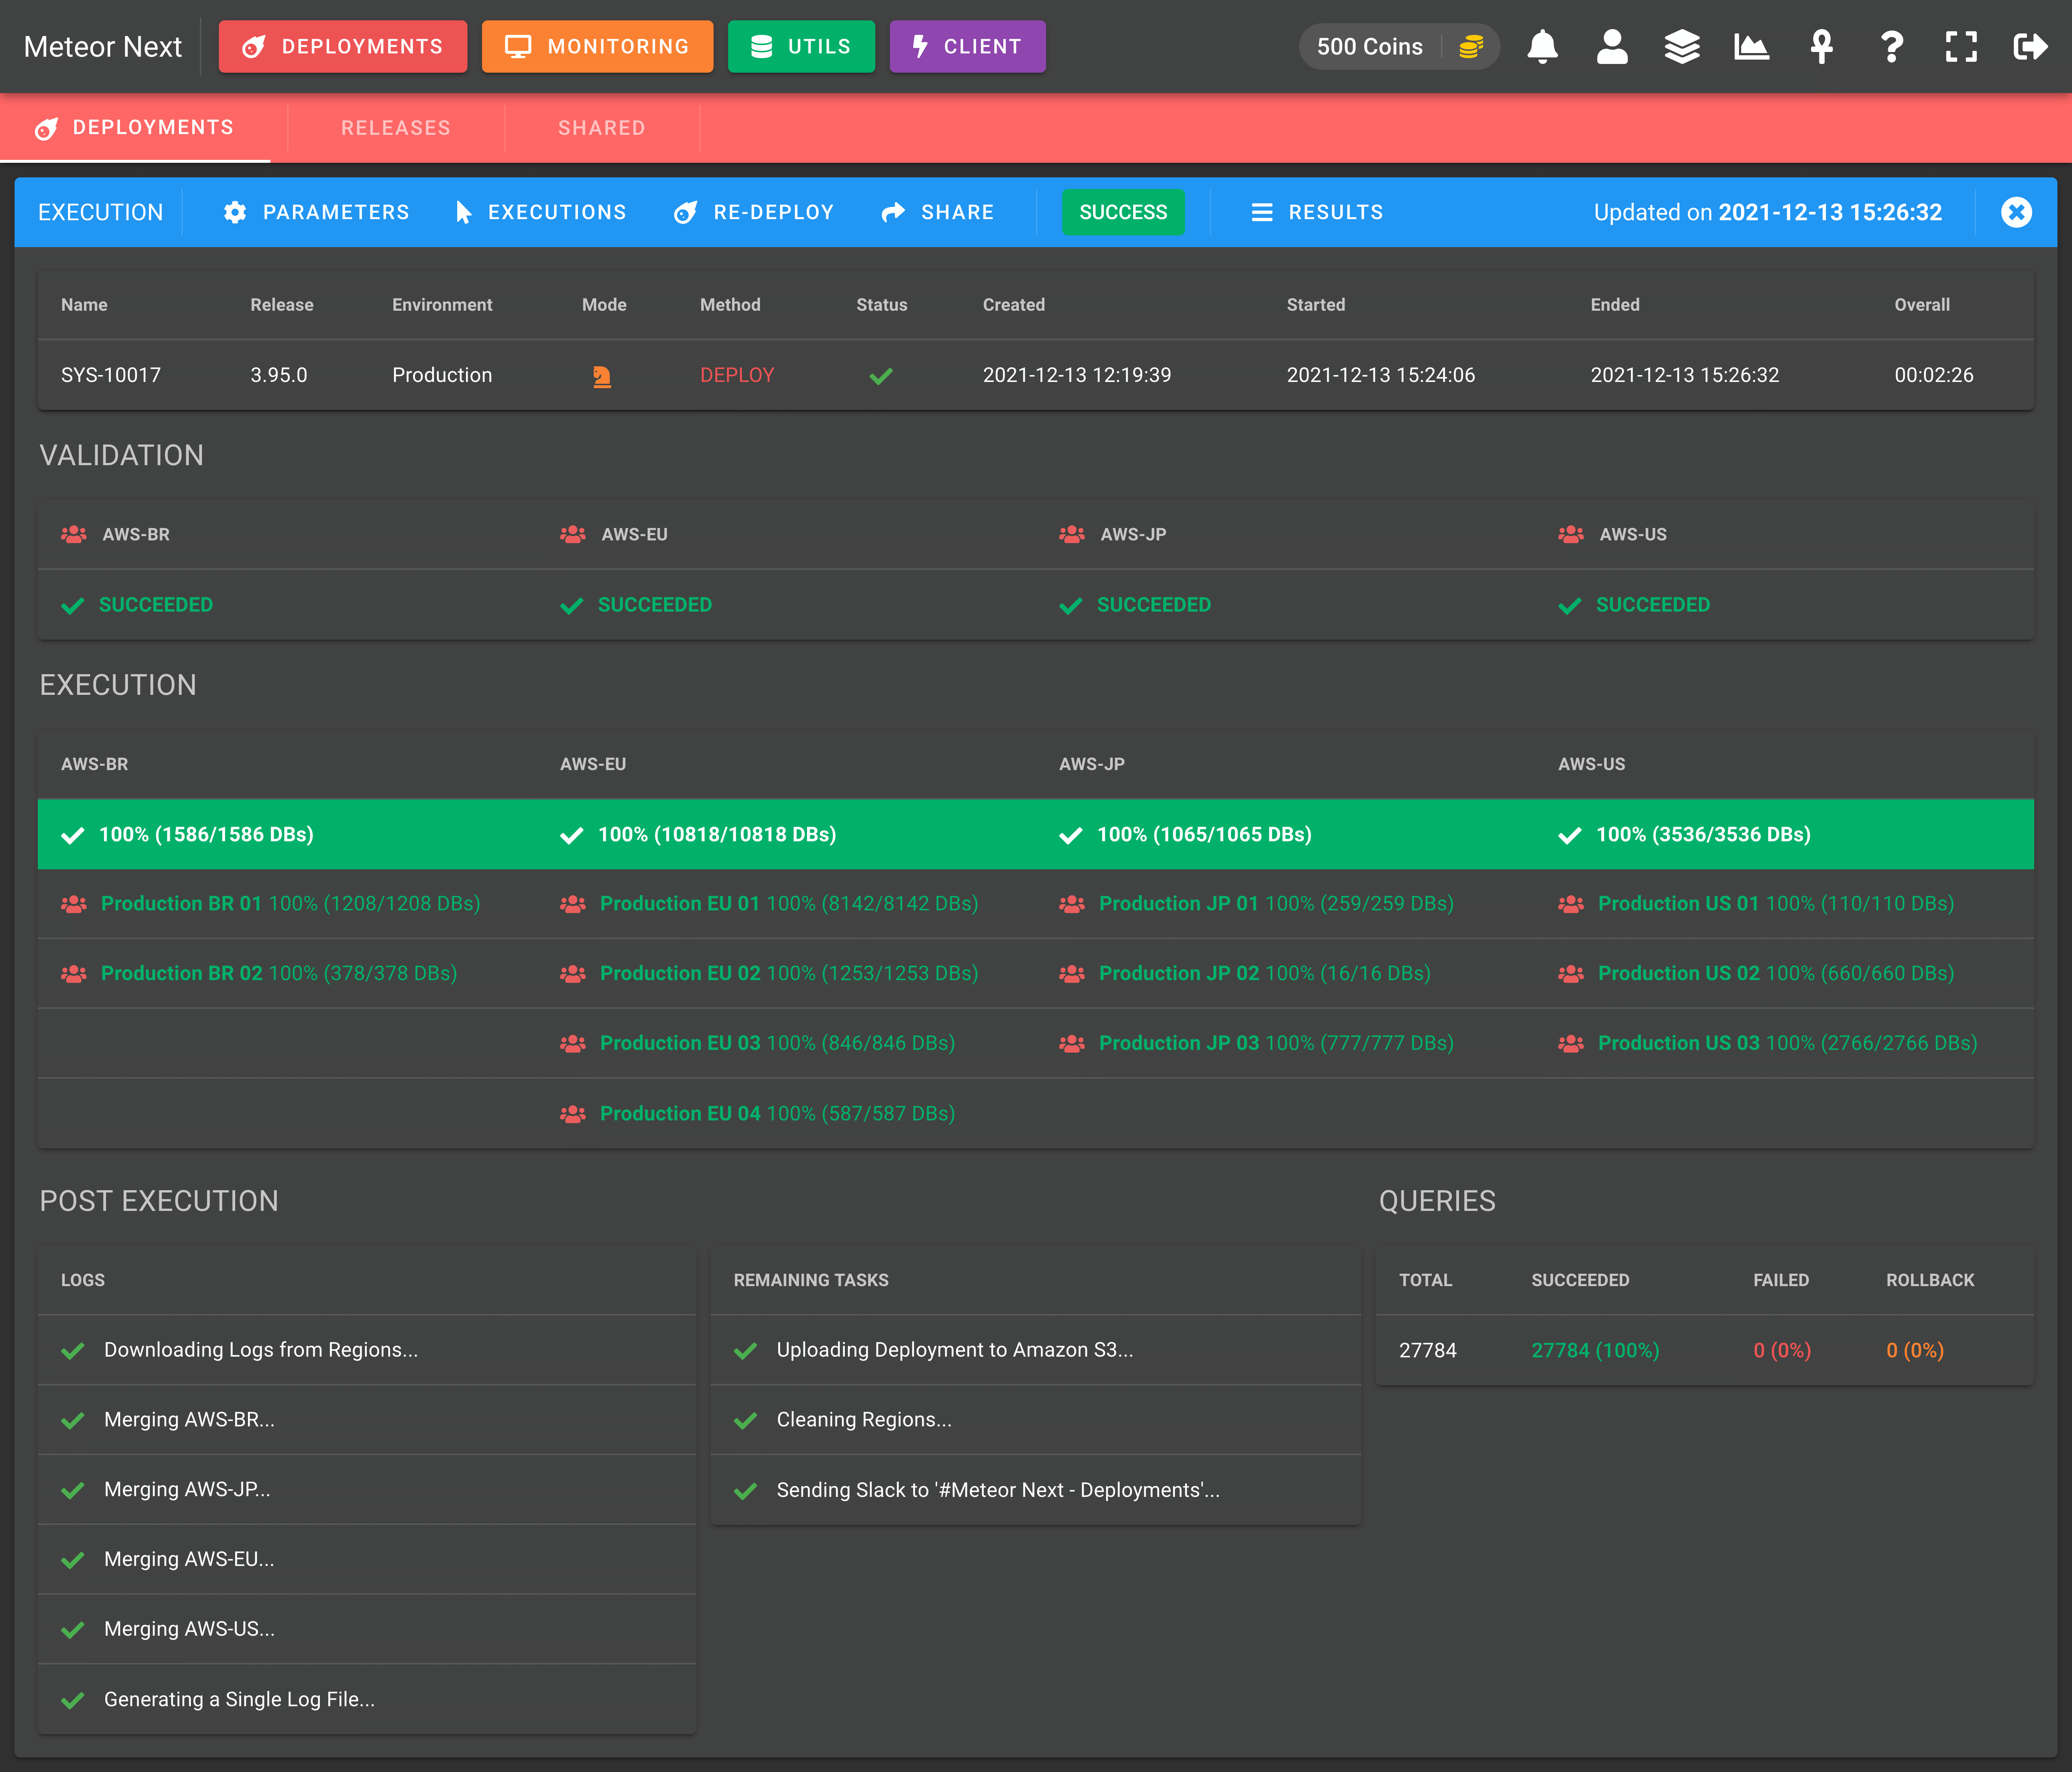 Meteor Next DEPLOYMENTS MONITORING UTILS CLIENT 500 Coins
DEPLOYMENTS RELEASES SHARED
EXECUTION PARAMETERS EXECUTIONS RE-DEPLOY SHARE SUCCESS RESULTS Updated on 2021-12-13 15:26:32
Name Release Environment Mode Method Status Created Started Ended Overall
SYS-10017 3.95.0 Production DEPLOY 2021-12-13 12:19:39 2021-12-13 15:24:06 2021-12-13 15:26:32 00:02:26
VALIDATION
AWS-BR AWS-EU AWS-JP AWS-US
SUCCEEDED SUCCEEDED SUCCEEDED SUCCEEDED
EXECUTION
AWS-BR AWS-EU AWS-JP AWS-US
100% (1586/1586 DBs) 100% (10818/10818 DBs) 100% (1065/1065 DBs) 100% (3536/3536 DBs)
Production BR 01 100% (1208/1208 DBs) Production EU 01 100% (8142/8142 DBs) Production JP 01 100% (259/259 DBs) Production US 01 100% (110/110 DBs)
Production BR 02 100% (378/378 DBs) Production EU 02 100% (1253/1253 DBs) Production JP 02 100% (16/16 DBs) Production US 02 100% (660/660 DBs)
Production EU 03 100% (846/846 DBs) Production JP 03 100% (777/777 DBs) Production US 03 100% (2766/2766 DBs)
Production EU 04 100% (587/587 DBs)
POST EXECUTION
LOGS
Downloading Logs from Regions...
Merging AWS-BR...
Merging AWS-JP...
Merging AWS-EU...
Merging AWS-US...
Generating a Single Log File...
REMAINING TASKS
Uploading Deployment to Amazon S3...
Cleaning Regions...
Sending Slack to '#Meteor Next - Deployments'...
QUERIES
TOTAL SUCCEEDED FAILED ROLLBACK
27784 27784 (100%) 0 (0%) 0 (0%)